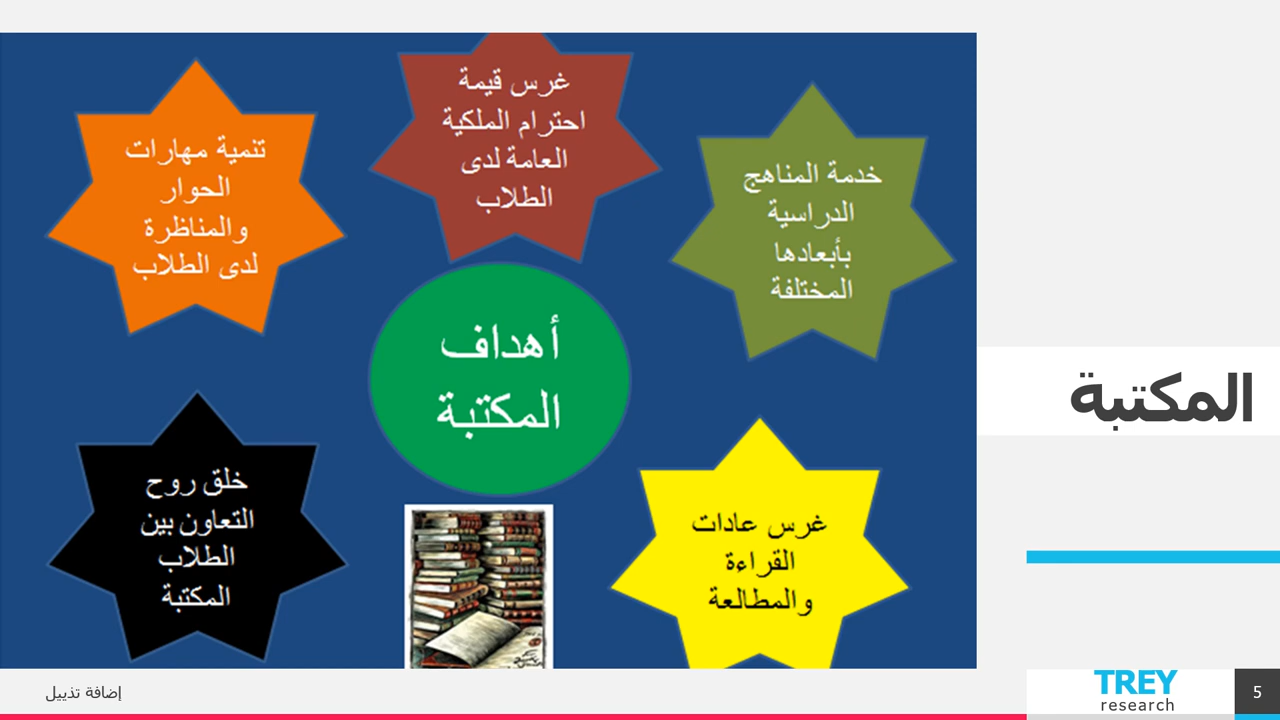 المكتبة
غرس قيمة
احترام الملكية
العامة لدى
الطلاب
خدمة المناهج
الدراسية
بأبعادها
المختلفة
تنمية مهارات
الحوار
والمناظرة
لدى الطلاب
أهداف
المكتبة
غرس عادات
القراءة
والمطالعة
خلق روح
التعاون بين
الطلاب
المكتبة
إضافة تذييل
TREY
research
5